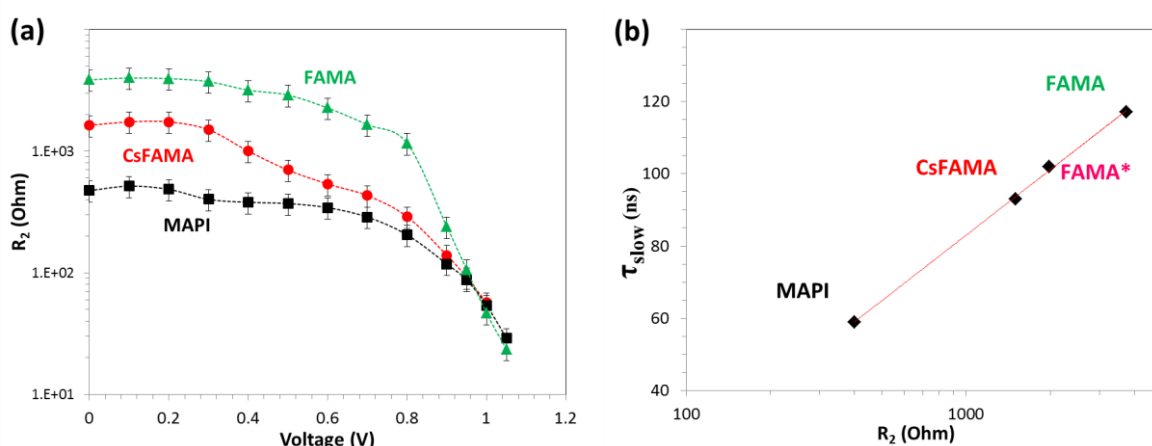 (a)
R2 (Ohm)
1.E+03
1.E+02
1.E+01
FAMA
CsFAMA
MAPI
0 0.2 0.4 0.6 0.8 1 1.2
Voltage (V)
(b)
τslow (ns)
120
100
80
60
40
FAMA
CsFAMA
FAMA*
MAPI
100 1000
R2 (Ohm)